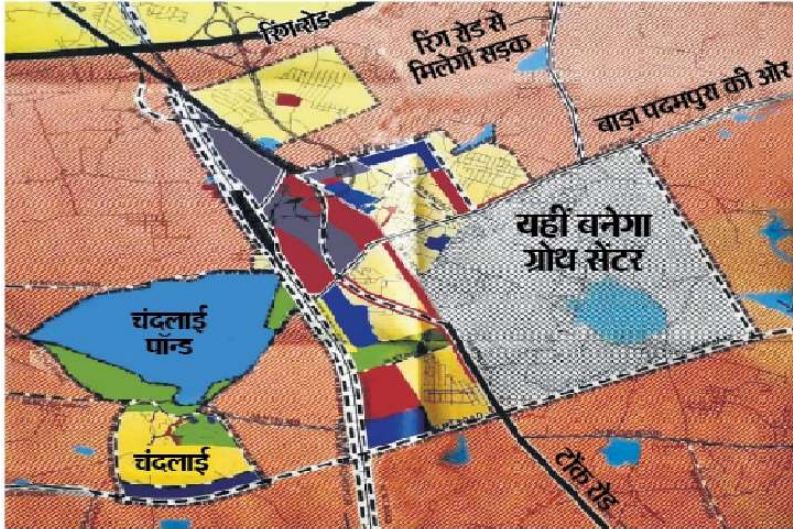 रिंग रोड
रिंग रोड से
मिलेगी सड़क
बाड़ा पदमपुरा की ओर
यहीं बनेगा
ग्रोथ सेंटर
चंदलाई
पॉन्ड
चंदलाई
टोंक रोड